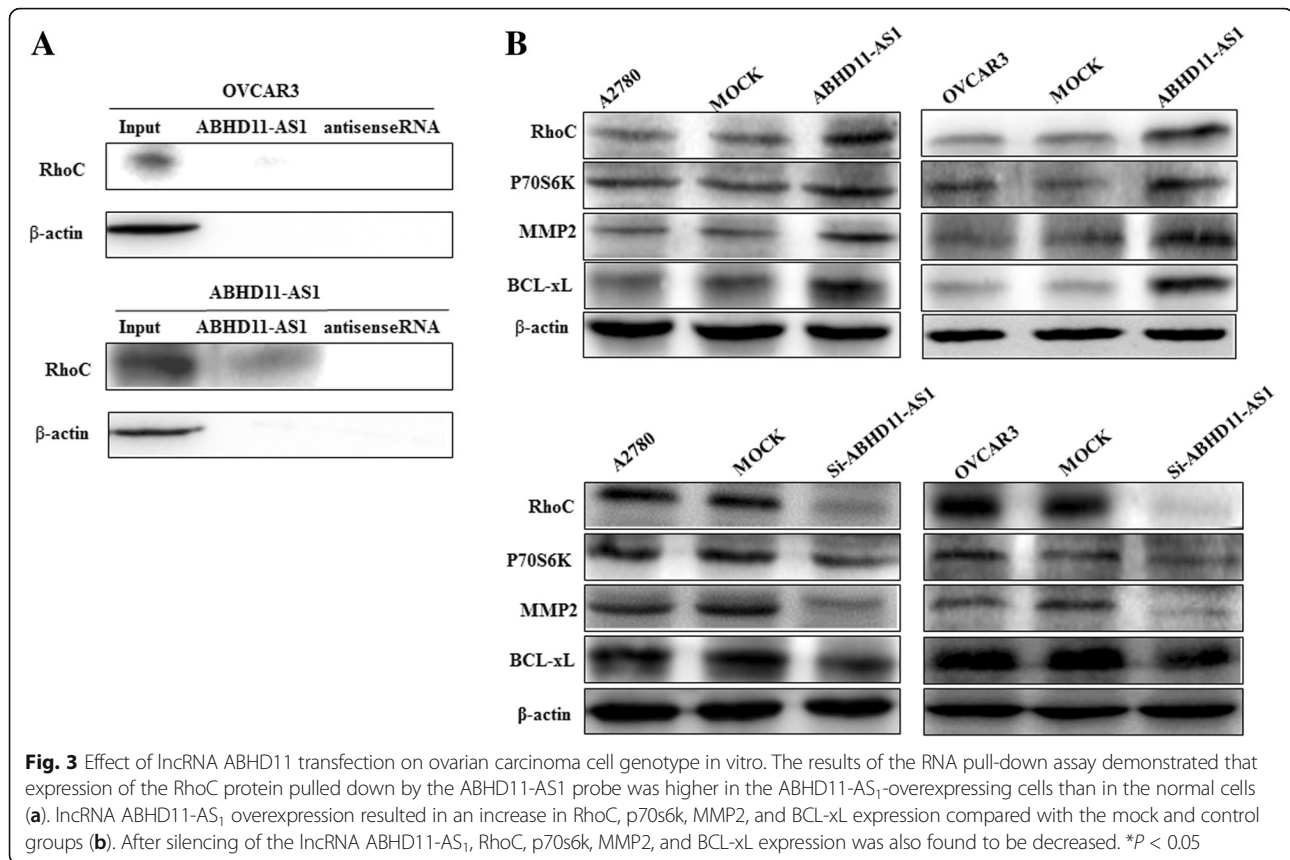 A
OVCAR3
Input ABHD11-AS1 antisenseRNA
RhoC
β-actin
ABHD11-AS1
Input ABHD11-AS1 antisenseRNA
RhoC
β-actin
B
A2780 MOCK ABHD11-AS1 OVCAR3 MOCK ABHD11-AS1
RhoC
P70S6K
MMP2
BCL-xL
β-actin
A2780 MOCK Si-ABHD11-AS1 OVCAR3 MOCK Si-ABHD11-AS1
RhoC
P70S6K
MMP2
BCL-xL
β-actin
Fig. 3 Effect of lncRNA ABHD11 transfection on ovarian carcinoma cell genotype in vitro. The results of the RNA pull-down assay demonstrated that
expression of the RhoC protein pulled down by the ABHD11-AS1 probe was higher in the ABHD11-AS₁-overexpressing cells than in the normal cells
(a). lncRNA ABHD11-AS₁ overexpression resulted in an increase in RhoC, p70s6k, MMP2, and BCL-xL expression compared with the mock and control
groups (b). After silencing of the lncRNA ABHD11-AS₁, RhoC, p70s6k, MMP2, and BCL-xL expression was also found to be decreased. *P < 0.05